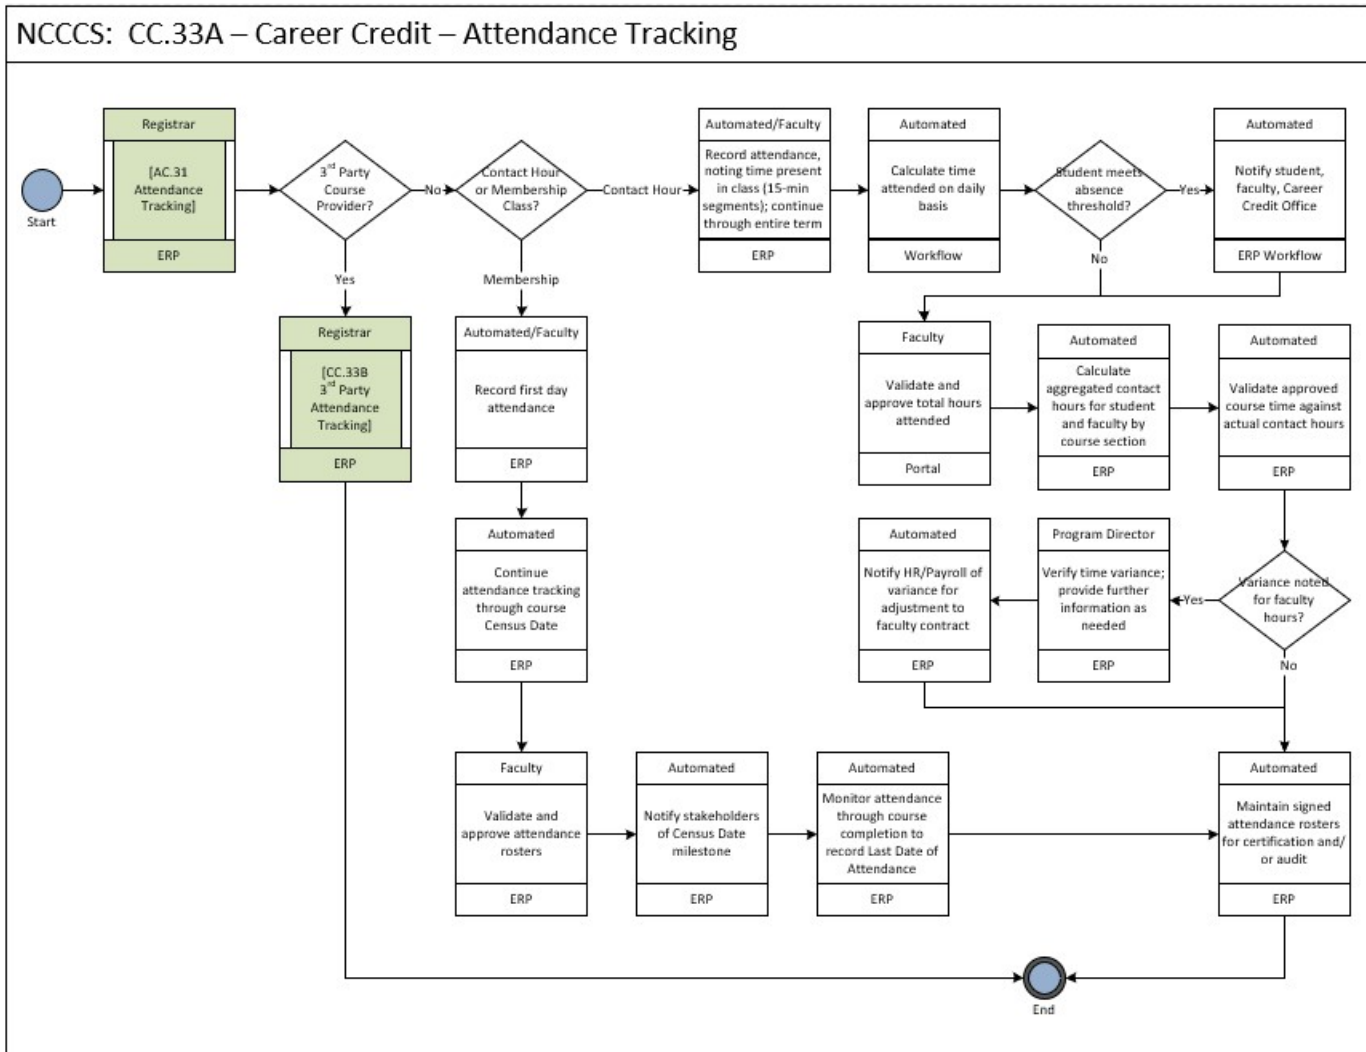 NCCCS:  CC.33A – Career Credit – Attendance Tracking
Start
Registrar
[AC.31
Attendance
Tracking]
ERP
3rd Party
Course
Provider?
No
Yes
Contact Hour
or Membership
Class?
Contact Hour
Membership
Automated/Faculty
Record attendance,
noting time present
in class (15-min
segments); continue
through entire term
ERP
Automated
Calculate time
attended on daily
basis
Workflow
Student meets
absence
threshold?
Yes
No
Automated
Notify student,
faculty, Career
Credit Office
ERP Workflow
Registrar
[CC.33B
3rd Party
Attendance
Tracking]
ERP
Automated/Faculty
Record first day
attendance
ERP
Faculty
Validate and
approve total hours
attended
Portal
Automated
Calculate
aggregated contact
hours for student
and faculty by
course section
ERP
Automated
Validate approved
course time against
actual contact hours
ERP
Automated
Continue
attendance tracking
through course
Census Date
ERP
Automated
Notify HR/Payroll of
variance for
adjustment to
faculty contract
ERP
Program Director
Verify time variance;
provide further
information as
needed
ERP
Yes
Variance noted
for faculty
hours?
No
Faculty
Validate and
approve attendance
rosters
ERP
Automated
Notify stakeholders
of Census Date
milestone
ERP
Automated
Monitor attendance
through course
completion to
record Last Date of
Attendance
ERP
Automated
Maintain signed
attendance rosters
for certification and/
or audit
ERP
End